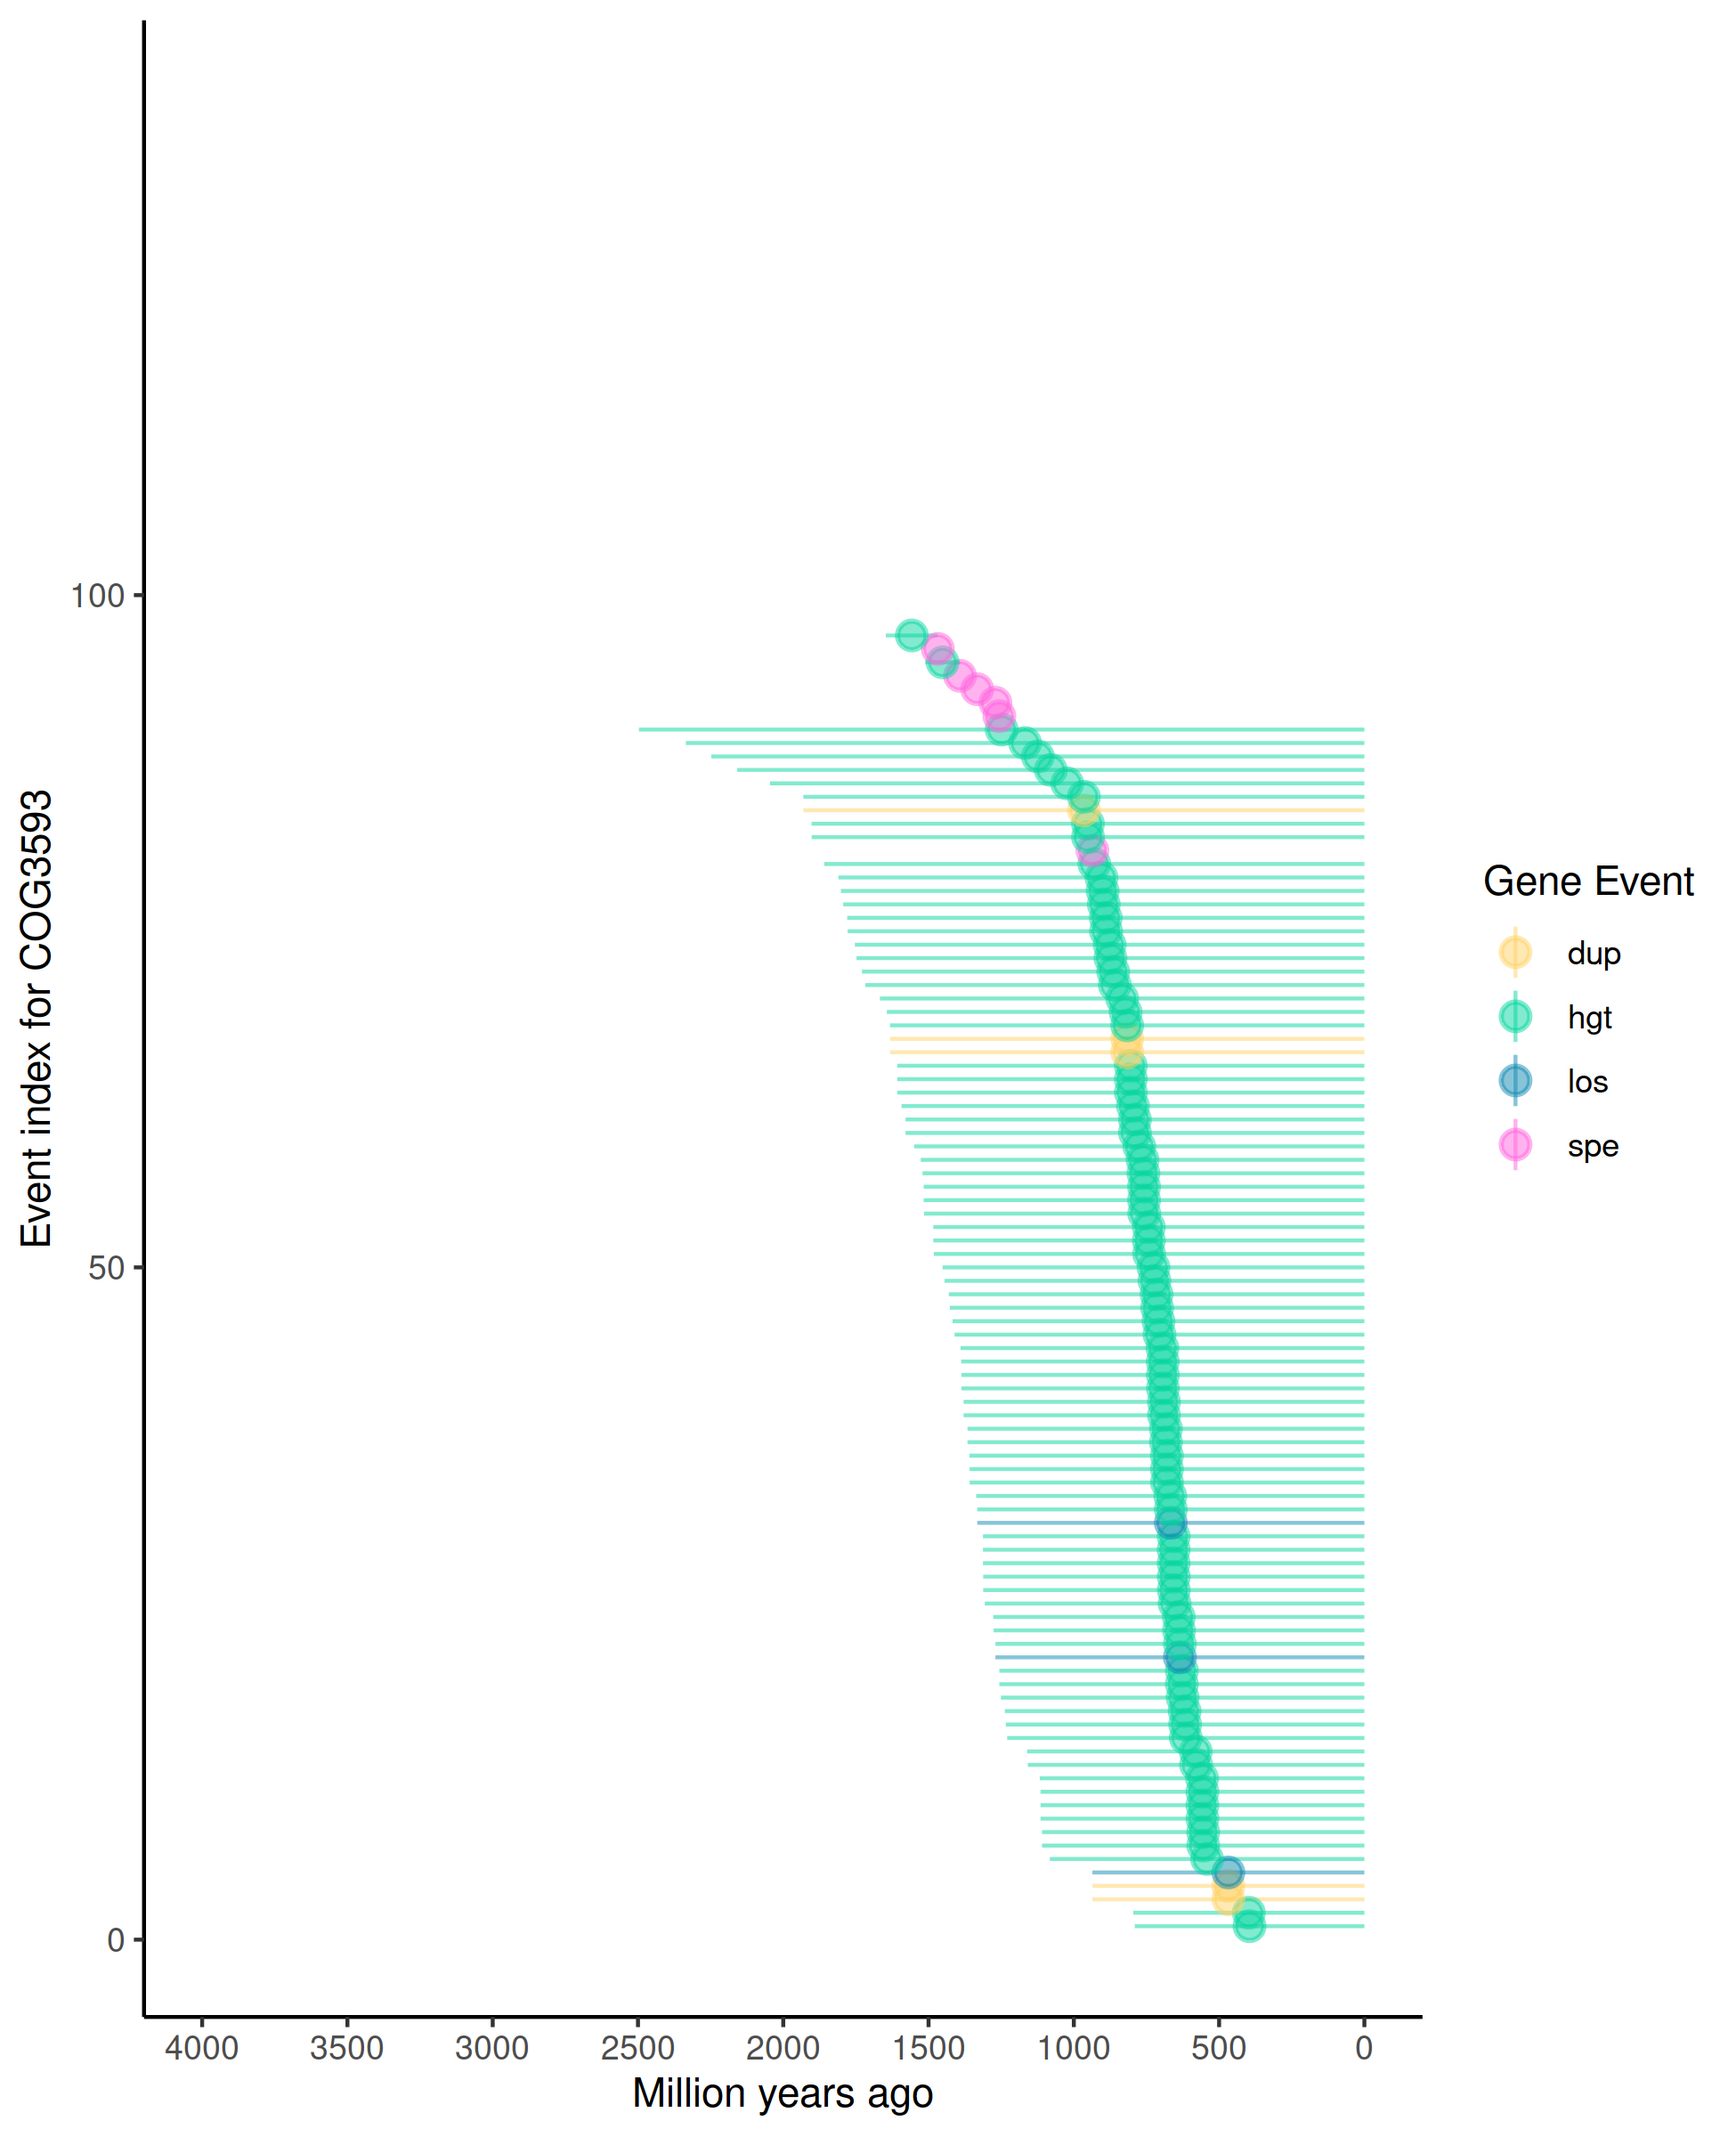 Event index for COG3593
100
50
0
4000 3500 3000 2500 2000 1500 1000 500 0
Million years ago
Gene Event
dup
hgt
los
spe